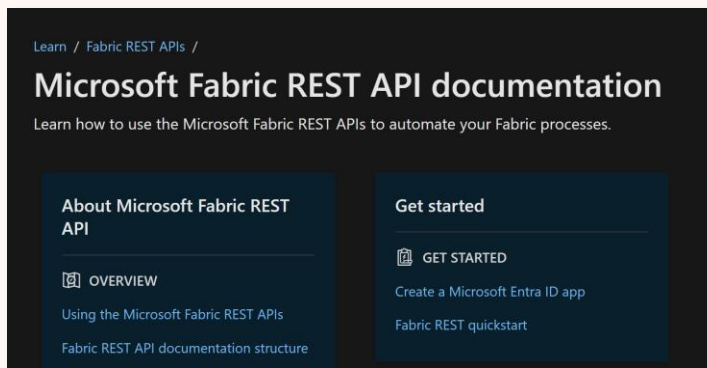 Learn / Fabric REST APIs /
Microsoft Fabric REST API documentation
Learn how to use the Microsoft Fabric REST APIs to automate your Fabric processes.
About Microsoft Fabric REST
API
OVERVIEW
Using the Microsoft Fabric REST APIs
Fabric REST API documentation structure
Get started
GET STARTED
Create a Microsoft Entra ID app
Fabric REST quickstart